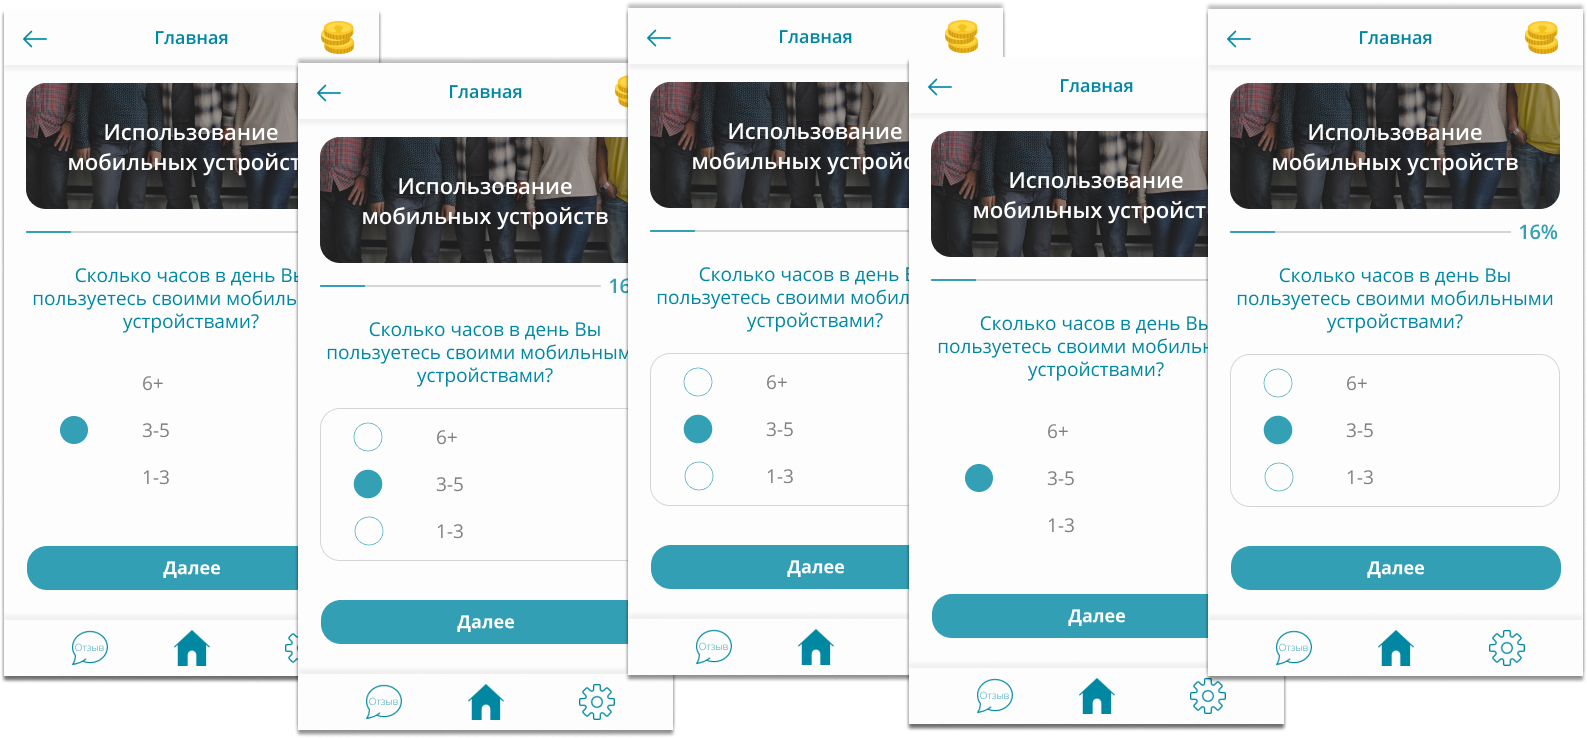 Главная
Использование
мобильных устройст
Сколько часов в день Вы
пользуетесь своими мобиль
устройствами?
6+
3-5
1-3
Далее
Отзыв
Главная
Использование
мобильных устройств
16
Сколько часов в день Вы
пользуетесь своими мобильным
устройствами?
6+
3-5
1-3
Далее
Отзыв
Главная
Использование
мобильных устройс
Сколько часов в день
пользуетесь своими мобил
устройствами?
6+
3-5
1-3
Далее
Отзыв
Главная
Использование
мобильных устройст
Сколько часов в день Вы
пользуетесь своими мобильн
устройствами?
6+
3-5
1-3
Далее
Отзыв
Главная
Использование
мобильных устройств
16%
Сколько часов в день Вы
пользуетесь своими мобильными
устройствами?
6+
3-5
1-3
Далее
Отзыв